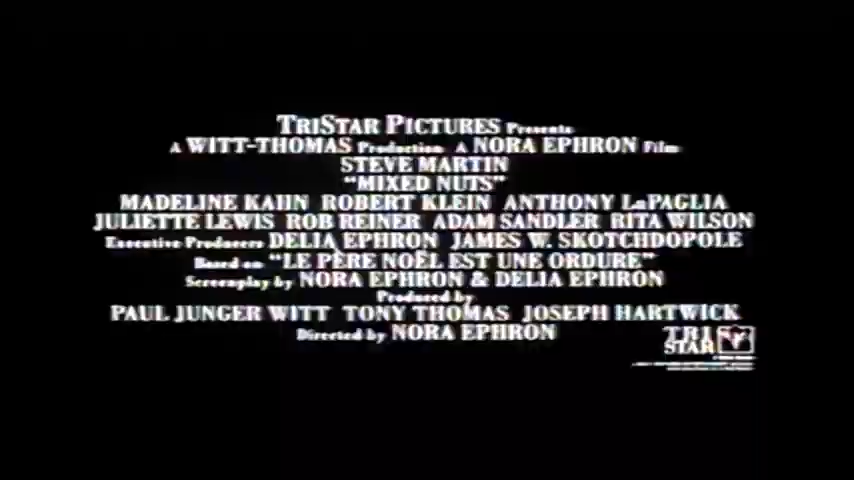 TRISTAR PICTURES Presents
A WITT-THOMAS Production A NORA EPHRON Film
STEVE MARTIN
"MIXED NUTS"
MADELINE KAHN ROBERT KLEIN ANTHONY LaPAGLIA
JULIETTE LEWIS ROB REINER ADAM SANDLER RITA WILSON
Executive Producers DELIA EPHRON JAMES W. SKOTCHDOPOLE
Based on "LE PÈRE NOËL EST UNE ORDURE"
Screenplay by NORA EPHRON & DELIA EPHRON
Produced by
PAUL JUNGER WITT TONY THOMAS JOSEPH HARTWICK
Directed by NORA EPHRON
TRI
STAR